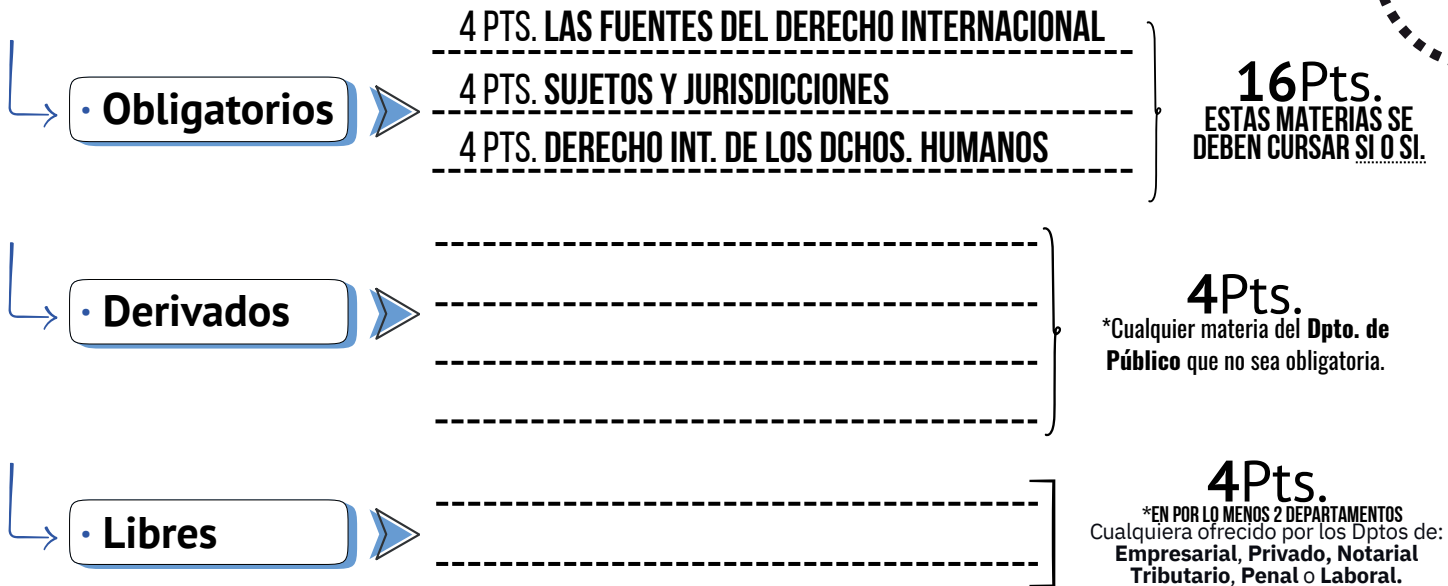 4 PTS. LAS FUENTES DEL DERECHO INTERNACIONAL
· Obligatorios
4 PTS. SUJETOS Y JURISDICCIONES
4 PTS. DERECHO INT. DE LOS DCHOS. HUMANOS
16Pts.
ESTAS MATERIAS SE
DEBEN CURSAR SI O SI.
· Derivados
4Pts.
*Cualquier materia del Dpto. de
Público que no sea obligatoria.
· Libres
4Pts.
*EN POR LO MENOS 2 DEPARTAMENTOS
Cualquiera ofrecido por los Dptos de:
Empresarial, Privado, Notarial
Tributario, Penal o Laboral.